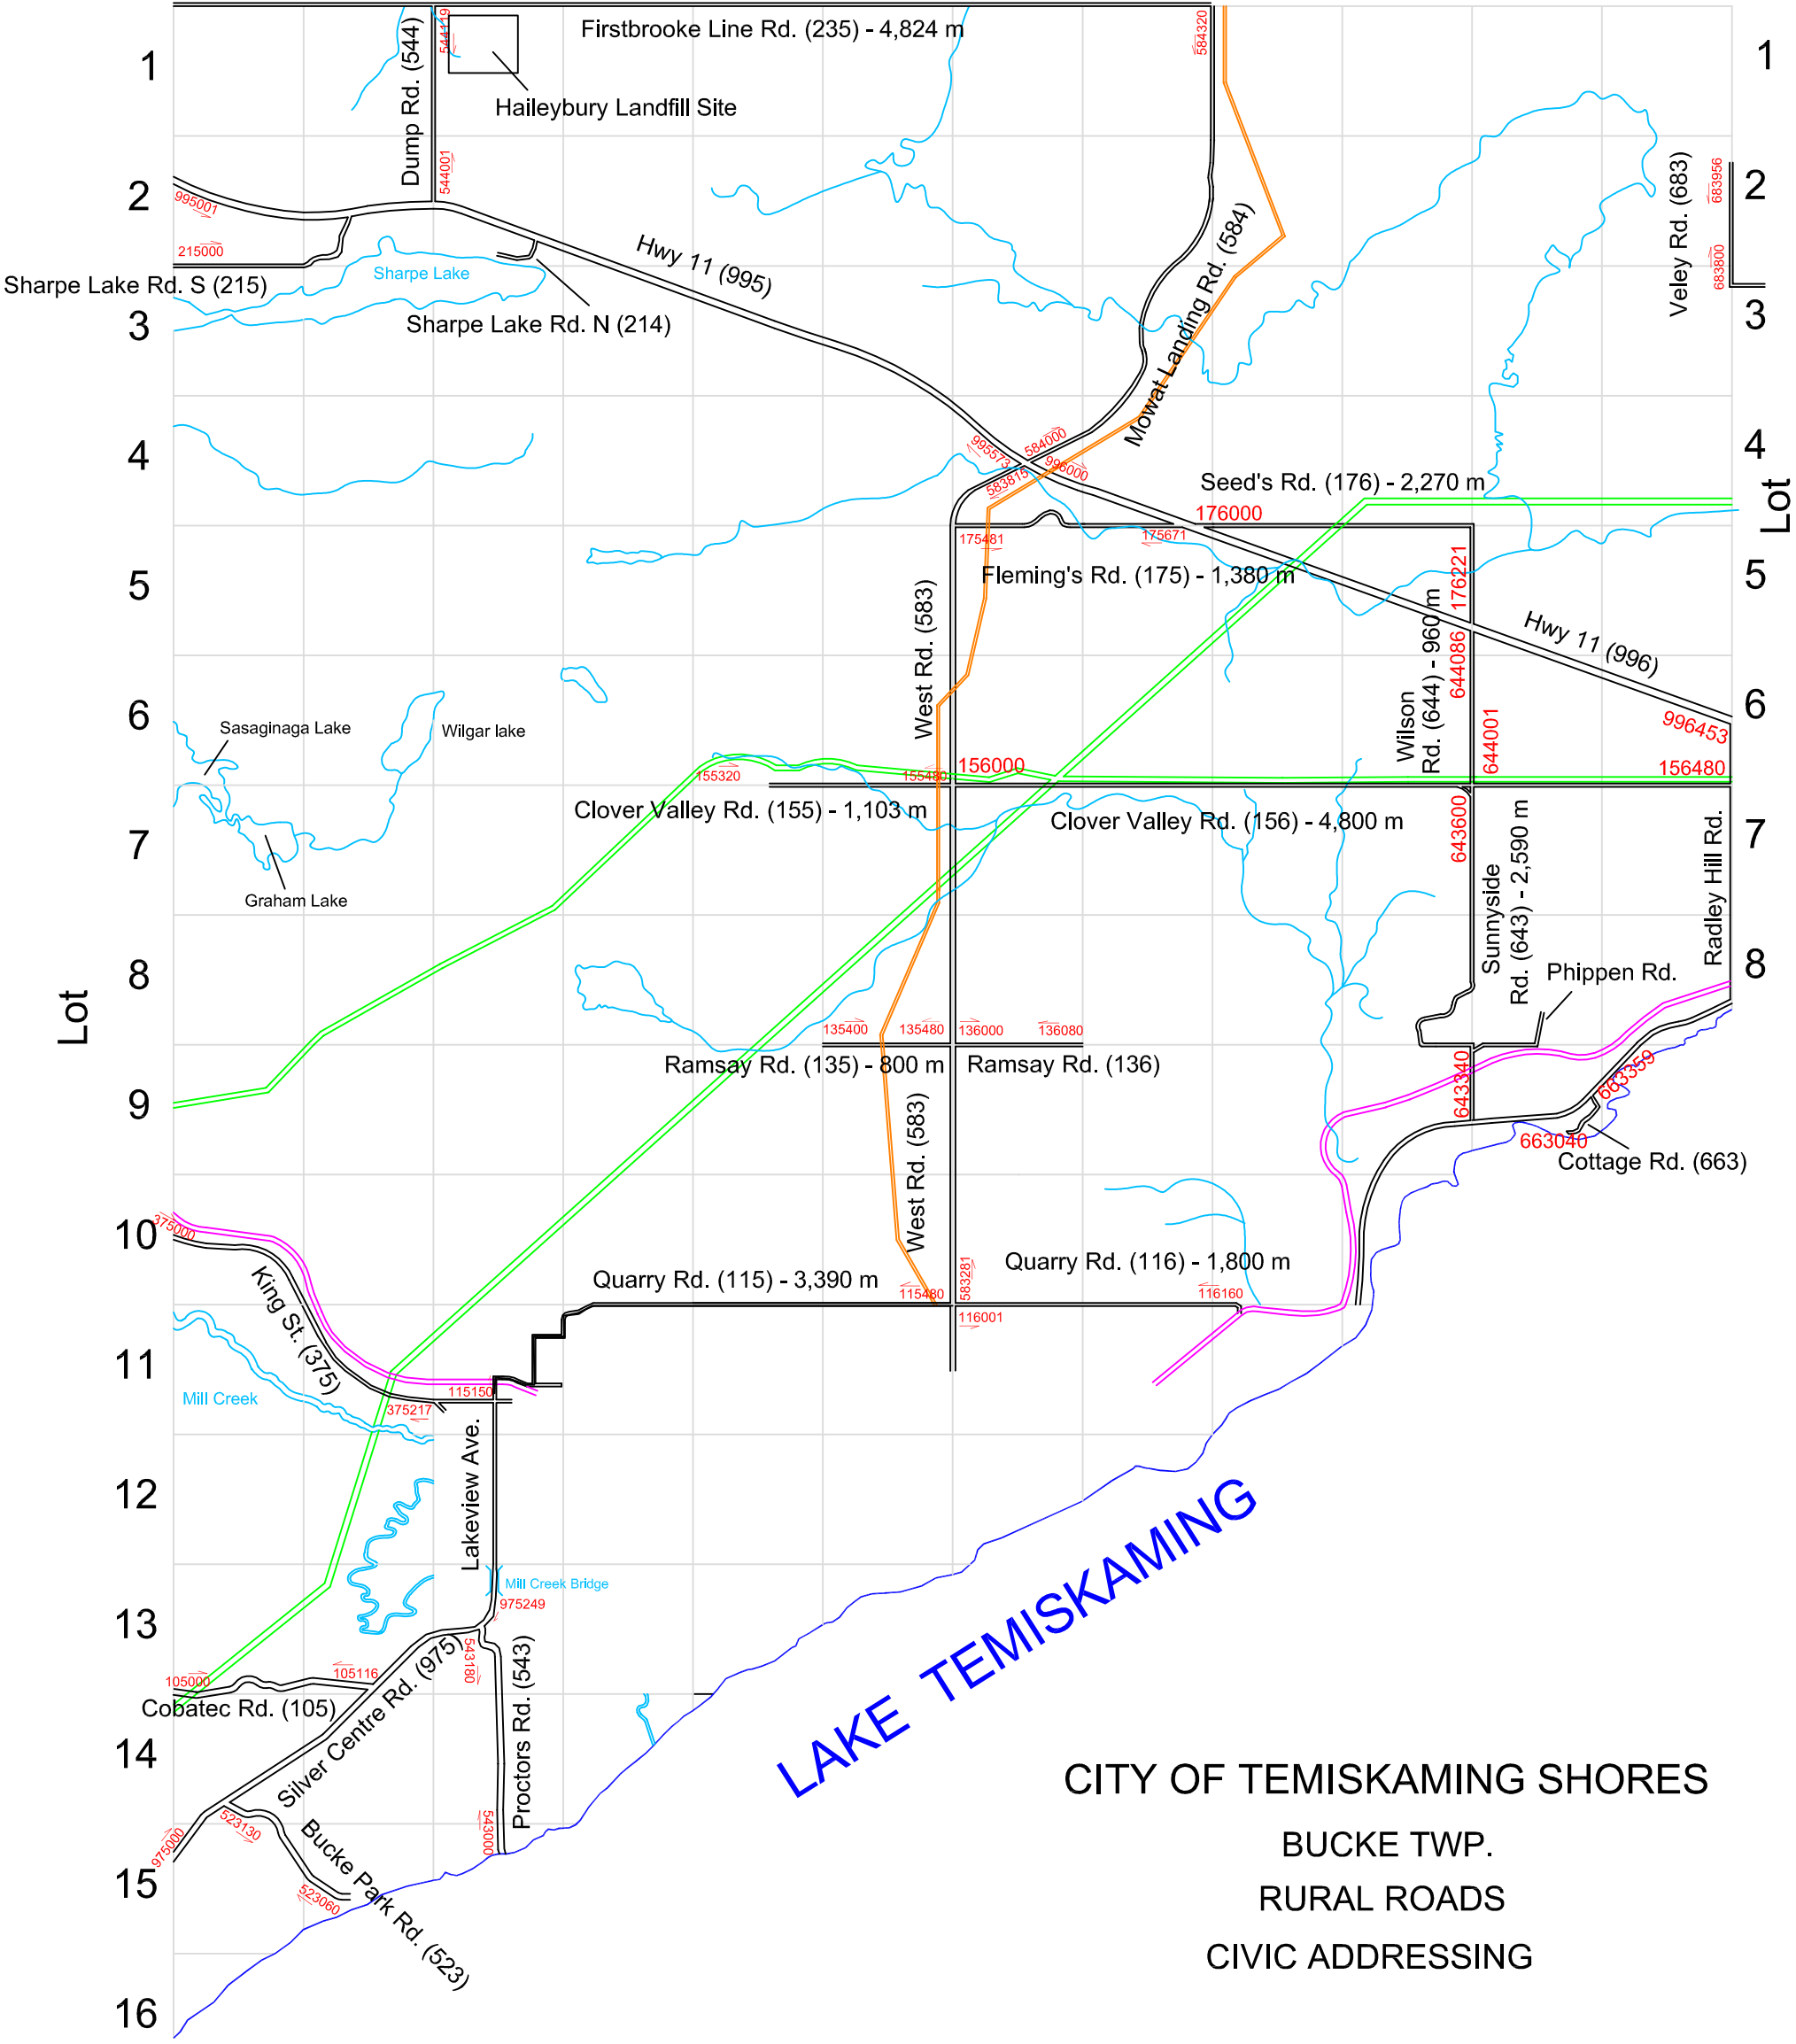 Firstbrooke Line Rd. (235) - 4,824 m
544119
584320
1
1
Dump Rd. (544)
Haileybury Landfill Site
544001
2
995001
Veley Rd. (683)
683956
2
215000
Sharpe Lake
Hwy 11 (995)
Mowat Landing Rd. (584)
683800
Sharpe Lake Rd. S (215)
3
Sharpe Lake Rd. N (214)
3
4
995573
584000
996000
583815
4
Seed's Rd. (176) - 2,270 m
176000
Lot
175481
175671
Fleming's Rd. (175) - 1,380 m
176221
5
5
West Rd. (583)
Hwy 11 (996)
644086
Wilson
Rd. (644) - 960 m
6
6
Sasaginaga Lake
Wilgar lake
644001
996453
155320
155480
156000
156480
Clover Valley Rd. (155) - 1,103 m
Clover Valley Rd. (156) - 4,800 m
643600
7
7
Graham Lake
Sunnyside
Rd. (643) - 2,590 m
Radley Hill Rd.
8
8
Phippen Rd.
Lot
135400
135480
136000
136080
Ramsay Rd. (135) - 800 m
Ramsay Rd. (136)
643340
663359
9
West Rd. (583)
663040
Cottage Rd. (663)
10
375000
King St. (375)
Quarry Rd. (115) - 3,390 m
Quarry Rd. (116) - 1,800 m
115480
583281
116160
116001
11
Mill Creek
115150
375217
Lakeview Ave.
12
Mill Creek Bridge
975249
13
543180
105000
105116
Cobatec Rd. (105)
Silver Centre Rd. (975)
Proctors Rd. (543)
LAKE TEMISKAMING
14
523130
975000
543000
Bucke Park Rd. (523)
15
523060
16
CITY OF TEMISKAMING SHORES
BUCKE TWP.
RURAL ROADS
CIVIC ADDRESSING